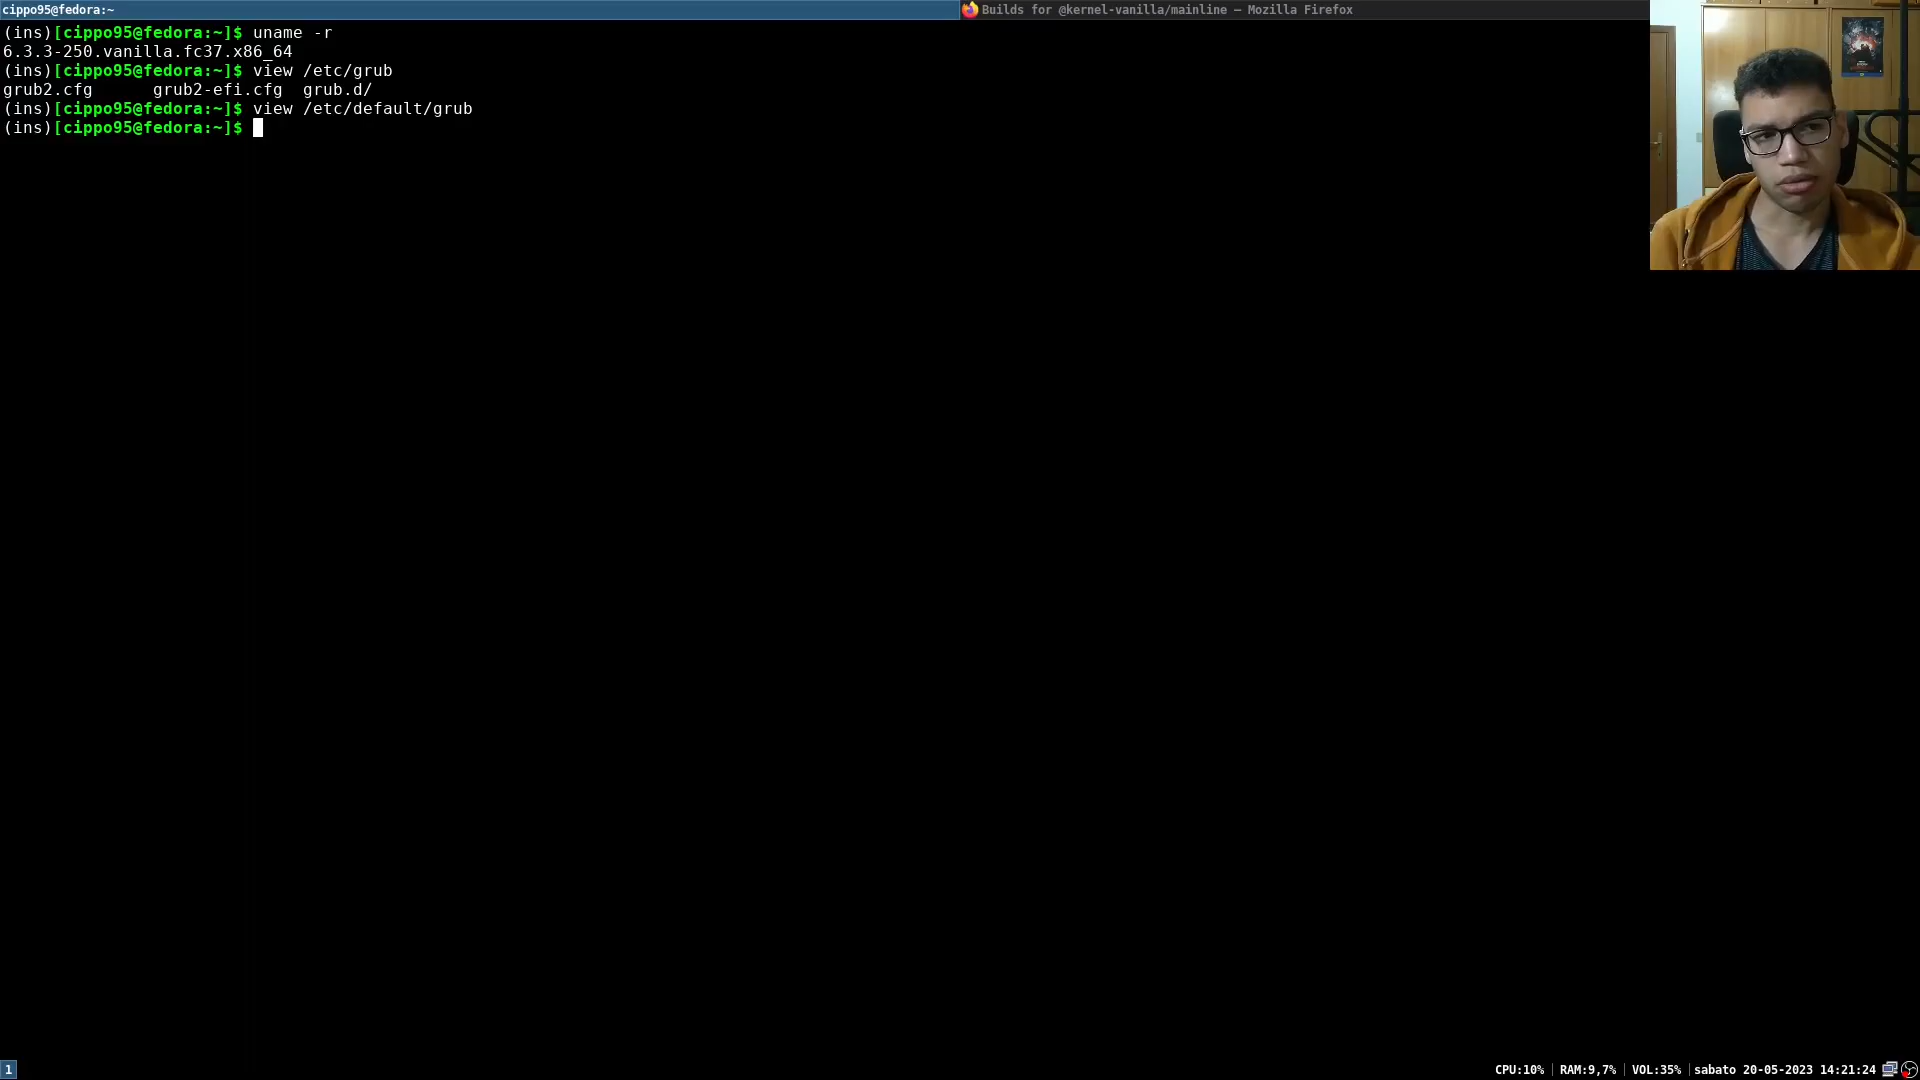 cippo95@fedora:~
Builds for @kernel-vanilla/mainline — Mozilla Firefox
(ins)[cippo95@fedora:~]$ uname -r
6.3.3-250.vanilla.fc37.x86_64
(ins)[cippo95@fedora:~]$ view /etc/grub
grub2.cfg grub2-efi.cfg grub.d/
(ins)[cippo95@fedora:~]$ view /etc/default/grub
(ins)[cippo95@fedora:~]$
1
CPU:10% | RAM:9,7% | VOL:35% | sabato 20-05-2023 14:21:24